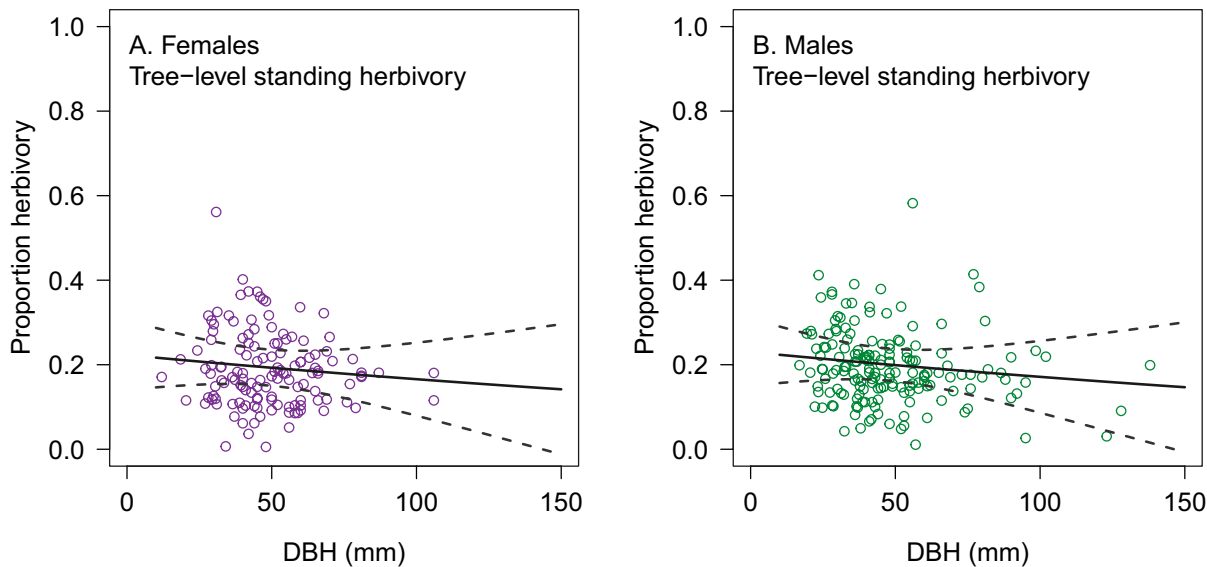 A. Females
Tree−level standing herbivory
Proportion herbivory
1.0
0.8
0.6
0.4
0.2
0.0
0
50
100
150
DBH (mm)
B. Males
Tree−level standing herbivory
Proportion herbivory
1.0
0.8
0.6
0.4
0.2
0.0
0
50
100
150
DBH (mm)